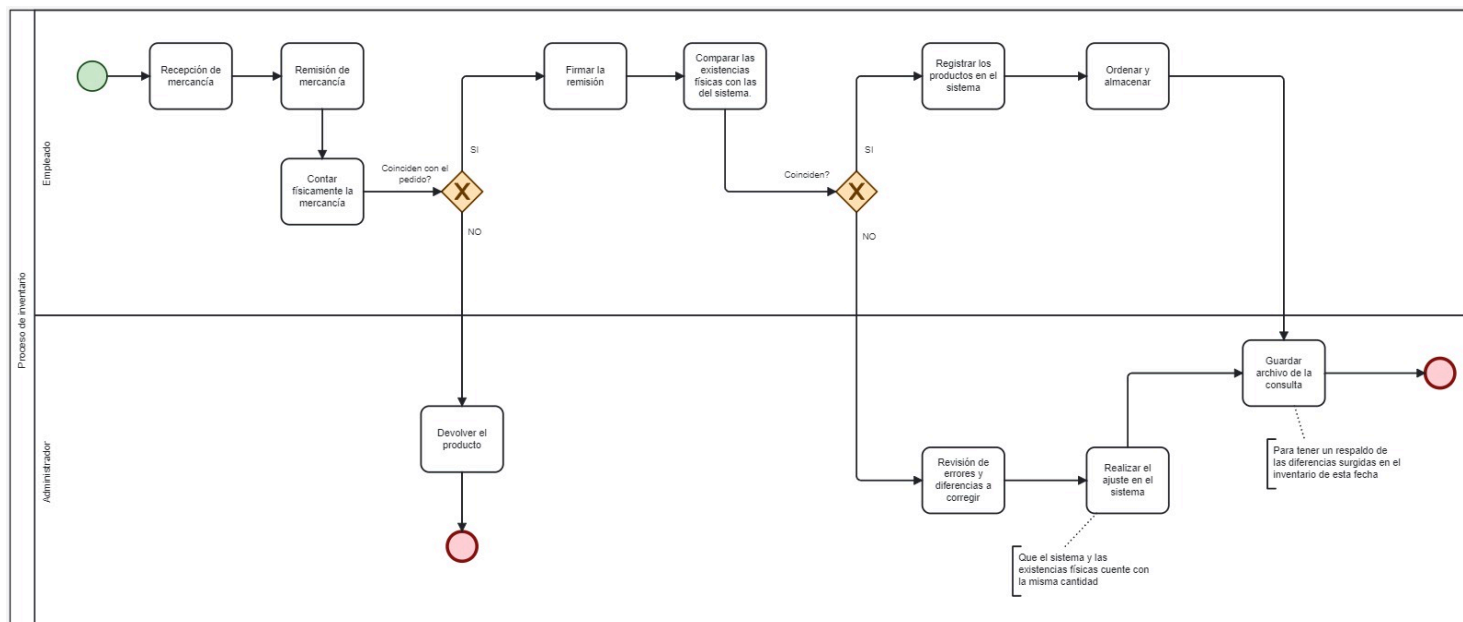 Proceso de inventario
Empleado
Recepción de
mercancía
Remisión de
mercancía
Contar
físicamente la
mercancía
Coinciden con el
pedido?
SI
NO
Firmar la
remisión
Comparar las
existencias
físicas con las
del sistema.
Coinciden?
SI
NO
Registrar los
productos en el
sistema
Ordenar y
almacenar
Administrador
Devolver el
producto
Revisión de
errores y
diferencias a
corregir
Realizar el
ajuste en el
sistema
Que el sistema y las
existencias físicas cuente con
la misma cantidad
Guardar
archivo de la
consulta
Para tener un respaldo de
las diferencias surgidas en el
inventario de esta fecha